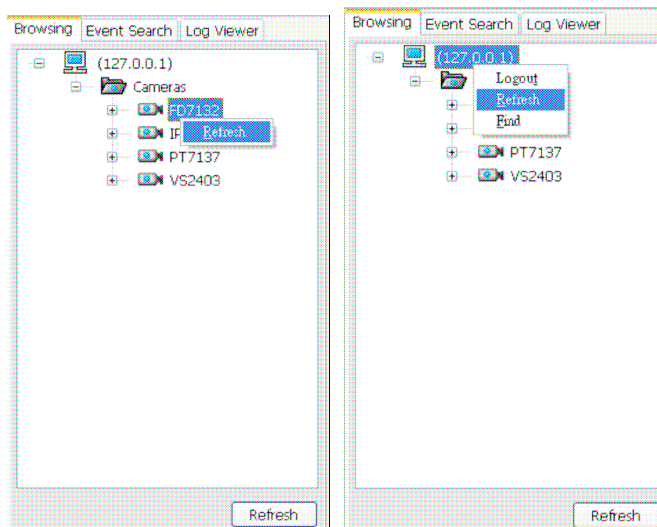 Browsing Event Search Log Viewer
(127.0.0.1)
Cameras
FD7132
Refresh
PT7137
VS2403
Refresh
Browsing Event Search Log Viewer
(127.0.0.1)
Logout
Refresh
Find
PT7137
VS2403
Refresh